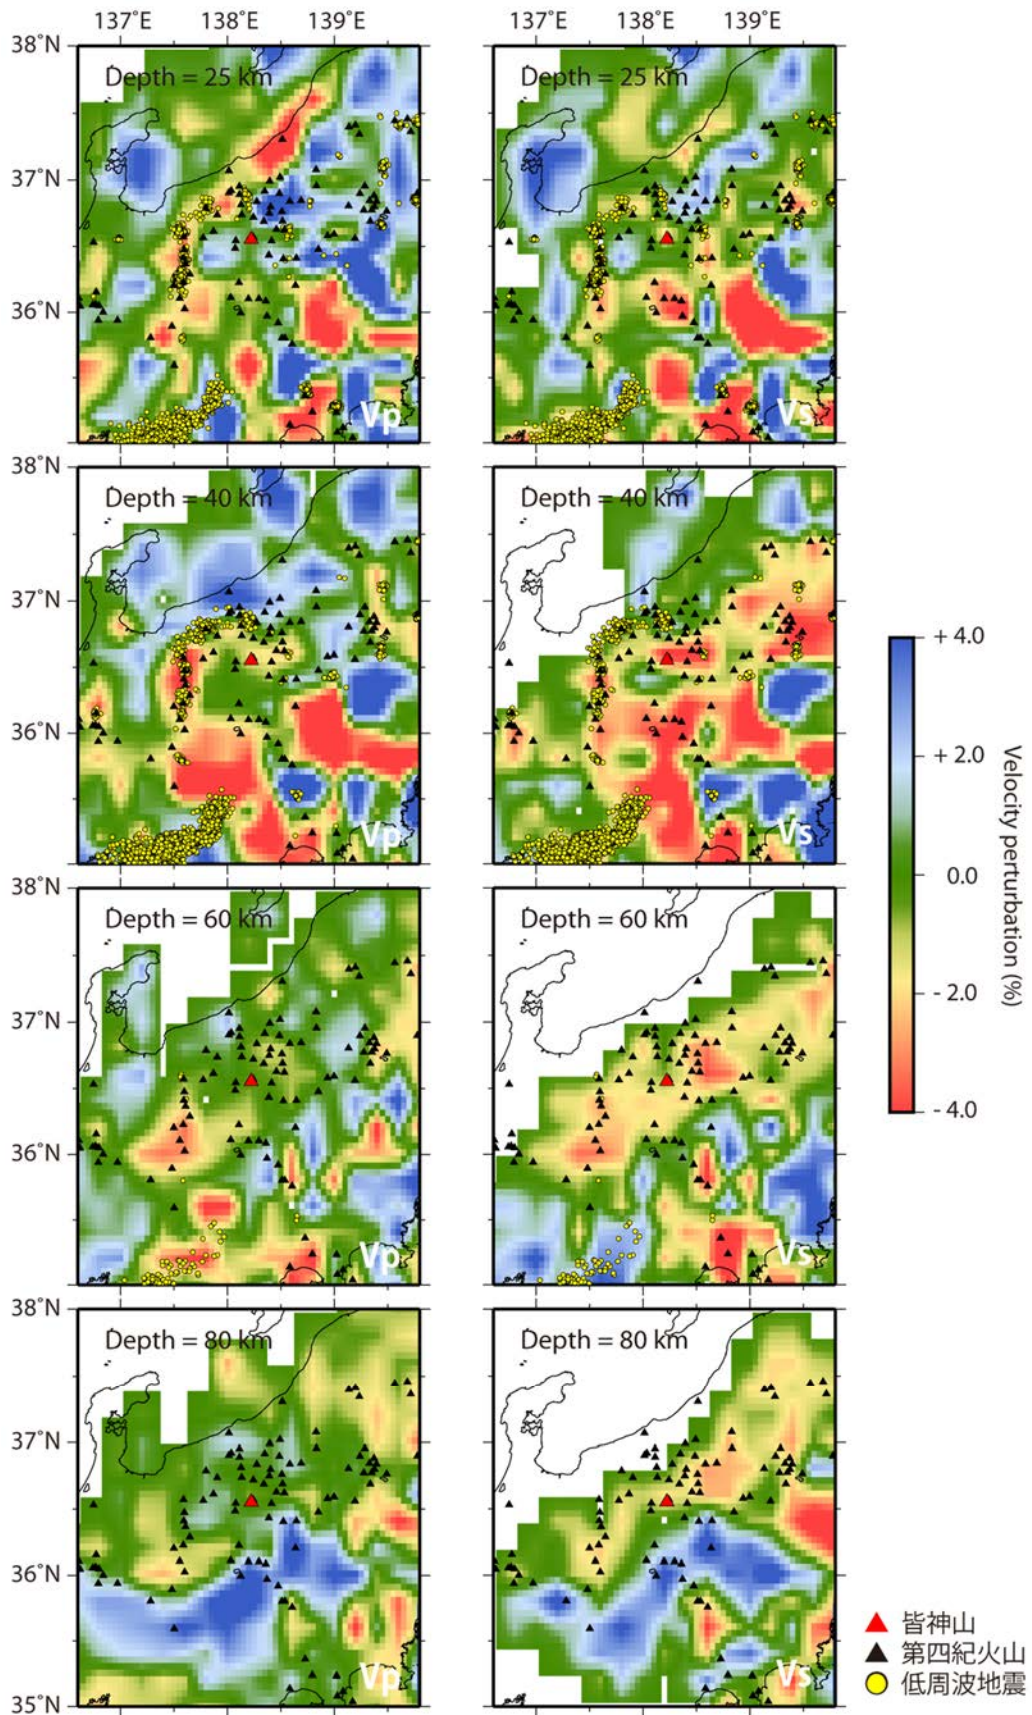 137°E 138°E 139°E 137°E 138°E 139°E
38°N
Depth = 25 km Depth = 25 km
37°N
36°N
Vp Vs
38°N
Depth = 40 km Depth = 40 km
37°N
36°N
Vp Vs
38°N
Depth = 60 km Depth = 60 km
37°N
36°N
Vp Vs
38°N
Depth = 80 km Depth = 80 km
37°N
36°N
Vp Vs
35°N
+ 4.0
+ 2.0
0.0
- 2.0
- 4.0
Velocity perturbation (%)
皆神山
第四紀火山
低周波地震